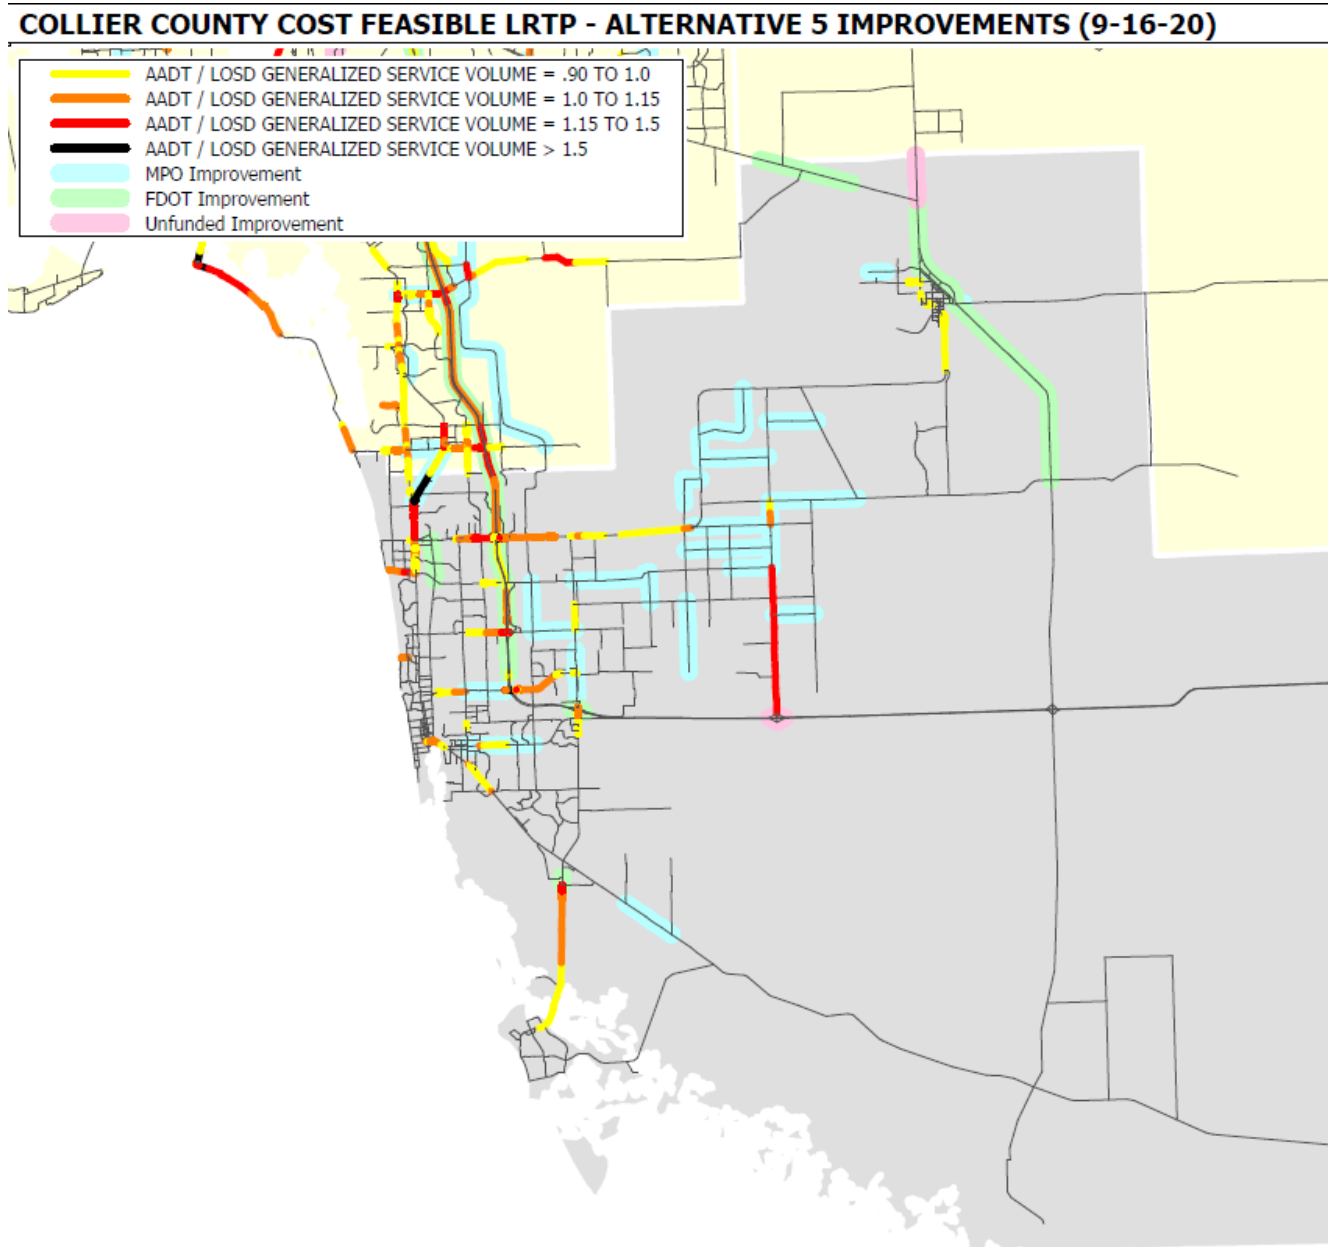 COLLIER COUNTY COST FEASIBLE LRTP - ALTERNATIVE 5 IMPROVEMENTS (9-16-20)
AADT / LOSD GENERALIZED SERVICE VOLUME = .90 TO 1.0
AADT / LOSD GENERALIZED SERVICE VOLUME = 1.0 TO 1.15
AADT / LOSD GENERALIZED SERVICE VOLUME = 1.15 TO 1.5
AADT / LOSD GENERALIZED SERVICE VOLUME > 1.5
MPO Improvement
FDOT Improvement
Unfunded Improvement